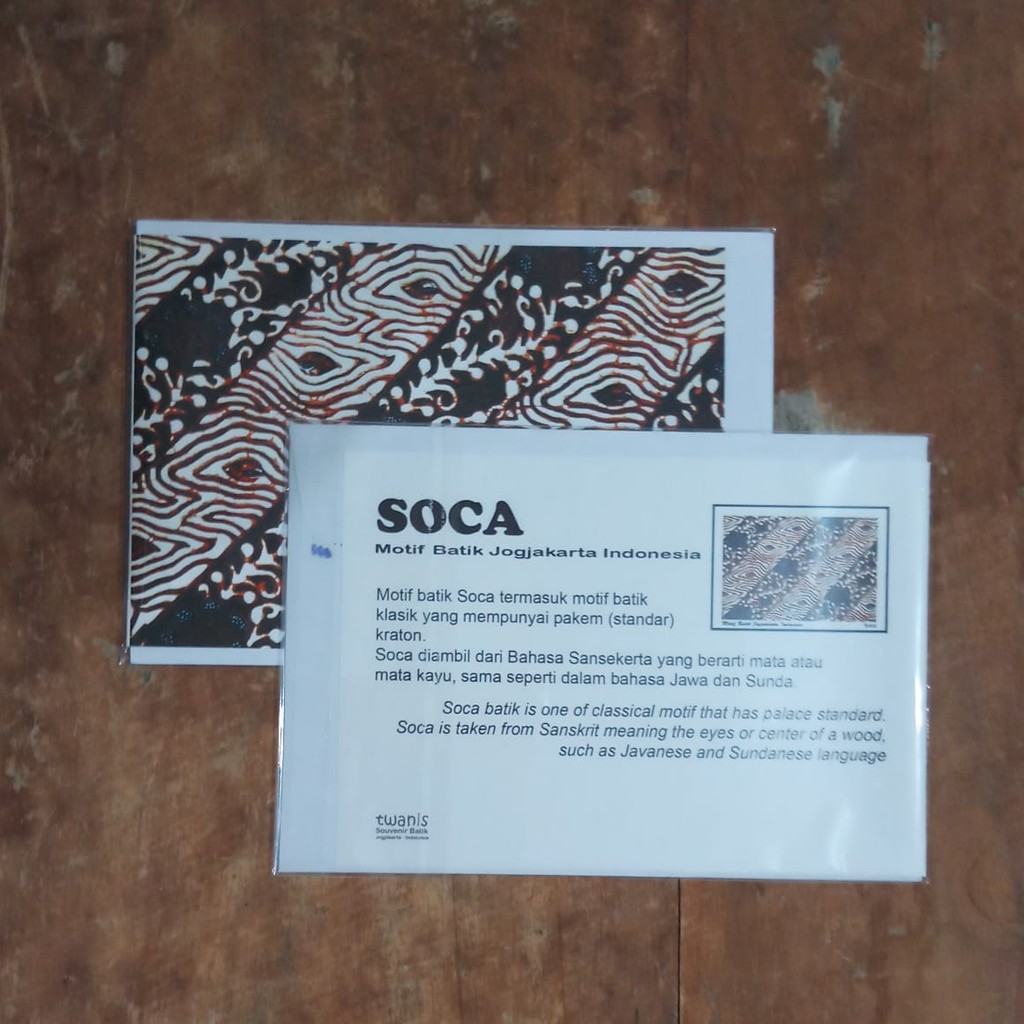 SOCA
Motif Batik Jogjakarta Indonesia
Motif batik Soca termasuk motif batik
klasik yang mempunyai pakem (standar)
kraton.
Soca diambil dari Bahasa Sansekerta yang berarti mata atau
mata kayu, sama seperti dalam bahasa Jawa dan Sunda.
Soca batik is one of classical motif that has palace standard.
Soca is taken from Sanskrit meaning the eyes or center of a wood,
such as Javanese and Sundanese language
twanis
Souvenir Batik
Jogjakarta - Indonesia